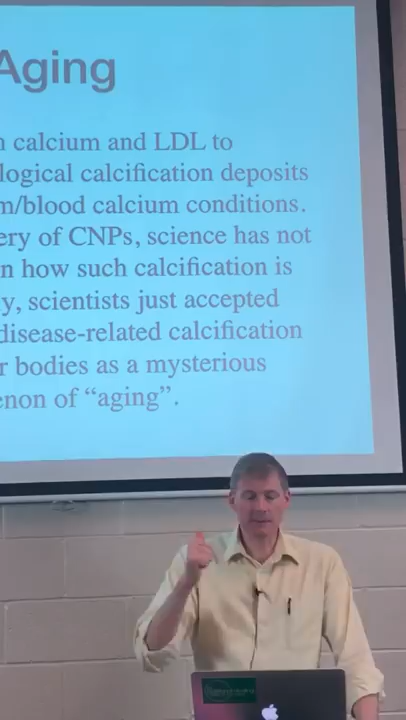 Aging
calcium and LDL to
logical calcification deposits
m/blood calcium conditions.
ery of CNPs, science has not
n how such calcification is
y, scientists just accepted
disease-related calcification
r bodies as a mysterious
enon of “aging”.